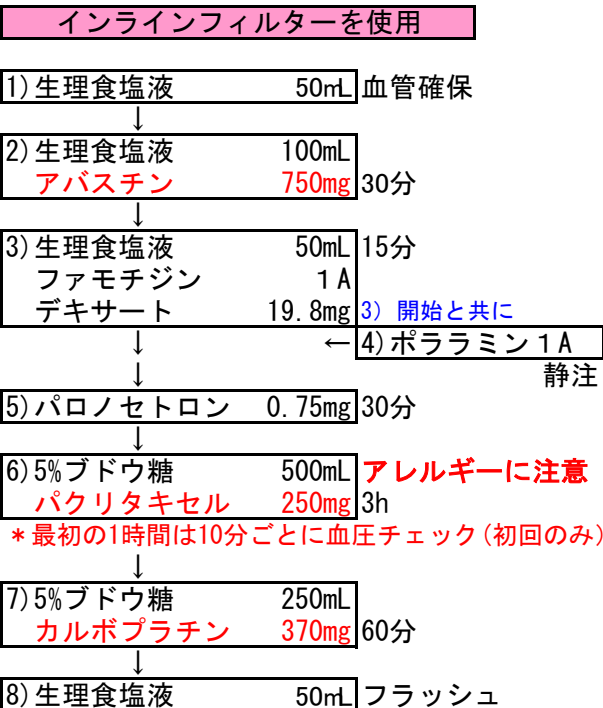 インラインフィルターを使用
1)生理食塩液 50mL 血管確保
↓
2)生理食塩液 100mL
アバスチン 750mg 30分
↓
3)生理食塩液 50mL 15分
ファモチジン 1A
デキサート 19.8mg 3) 開始と共に
↓ ← 4)ポララミン1A
↓ 静注
5)パロノセトロン 0.75mg 30分
↓
6)5%ブドウ糖 500mL アレルギーに注意
パクリタキセル 250mg 3h
*最初の1時間は10分ごとに血圧チェック(初回のみ)
↓
7)5%ブドウ糖 250mL
カルボプラチン 370mg 60分
↓
8)生理食塩液 50mL フラッシュ